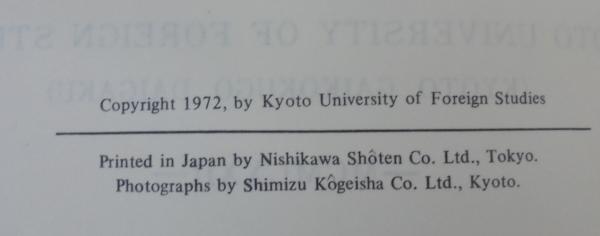 Copyright 1972, by Kyoto University of Foreign Studies
Printed in Japan by Nishikawa Shôten Co. Ltd., Tokyo.
Photographs by Shimizu Kôgeisha Co. Ltd., Kyoto.